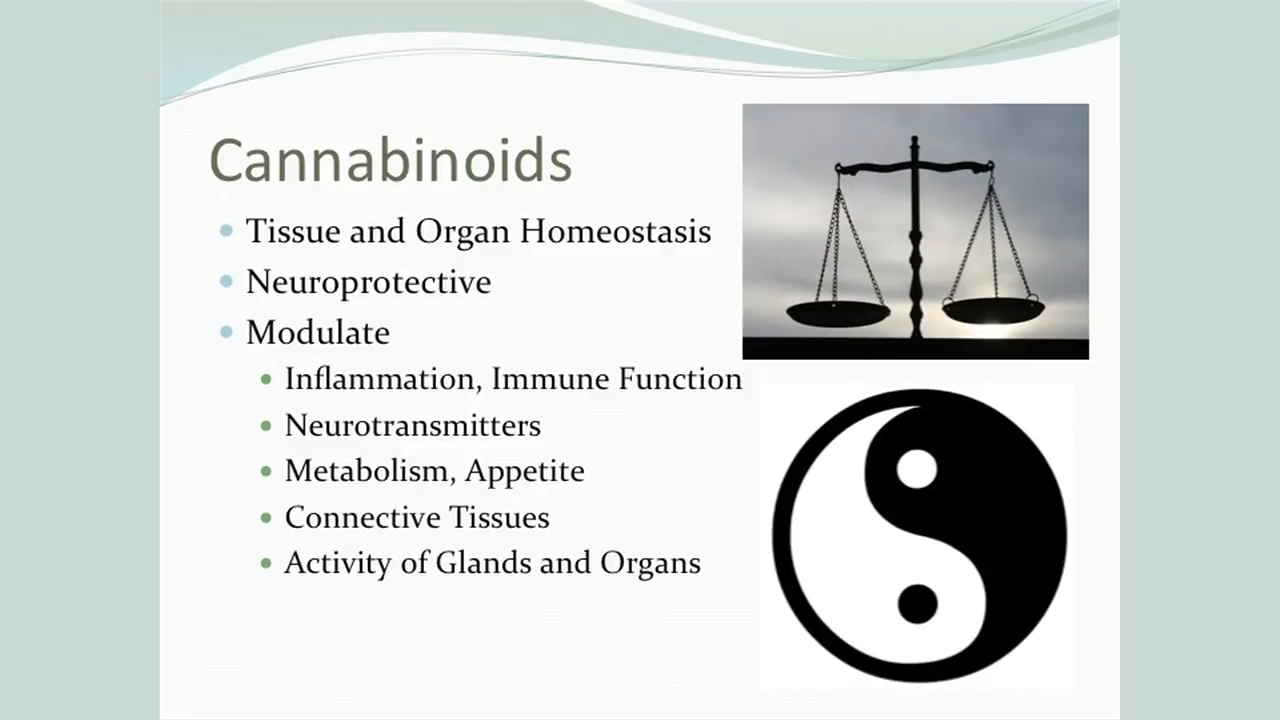 Cannabinoids
Tissue and Organ Homeostasis
Neuroprotective
Modulate
Inflammation, Immune Function
Neurotransmitters
Metabolism, Appetite
Connective Tissues
Activity of Glands and Organs